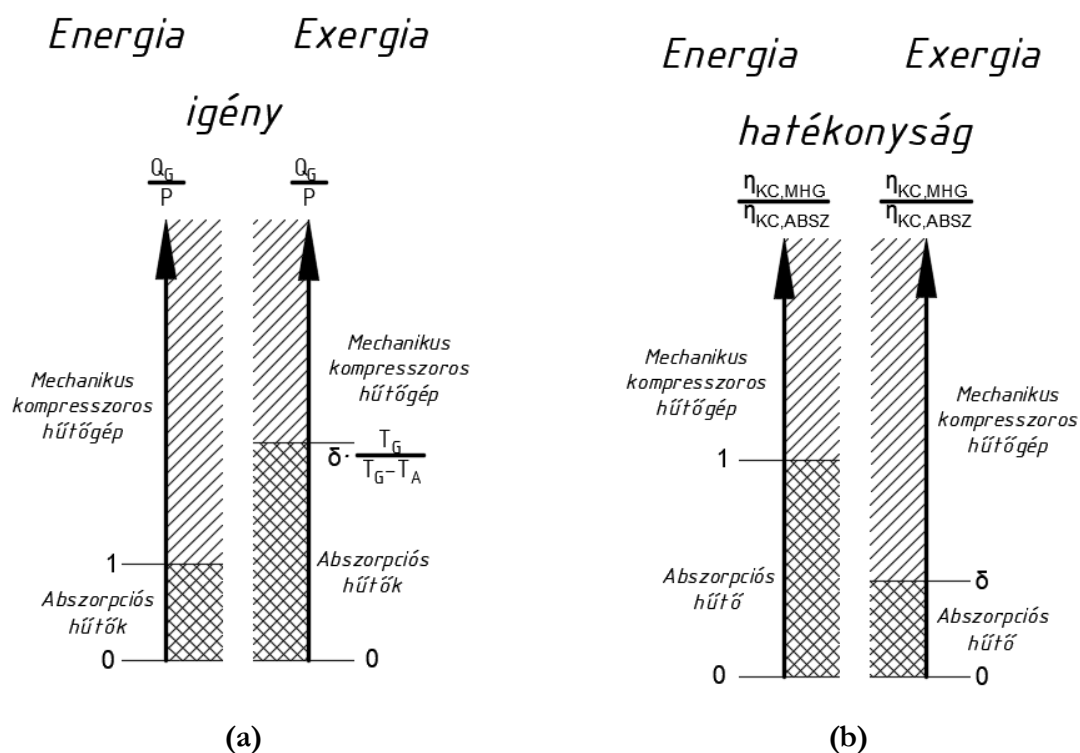 Energia Exergia
igény
Q_G/P Q_G/P
Mechanikus
kompresszoros
hűtőgép
Mechanikus
kompresszoros
hűtőgép
δ · T_G/(T_G−T_A)
1
Abszorpciós
hűtők
Abszorpciós
hűtők
0 0
(a)
Energia Exergia
hatékonyság
η_KC,MHG/η_KC,ABSZ η_KC,MHG/η_KC,ABSZ
Mechanikus
kompresszoros
hűtőgép
Mechanikus
kompresszoros
hűtőgép
1
Abszorpciós
hűtő
δ
Abszorpciós
hűtő
0 0
(b)